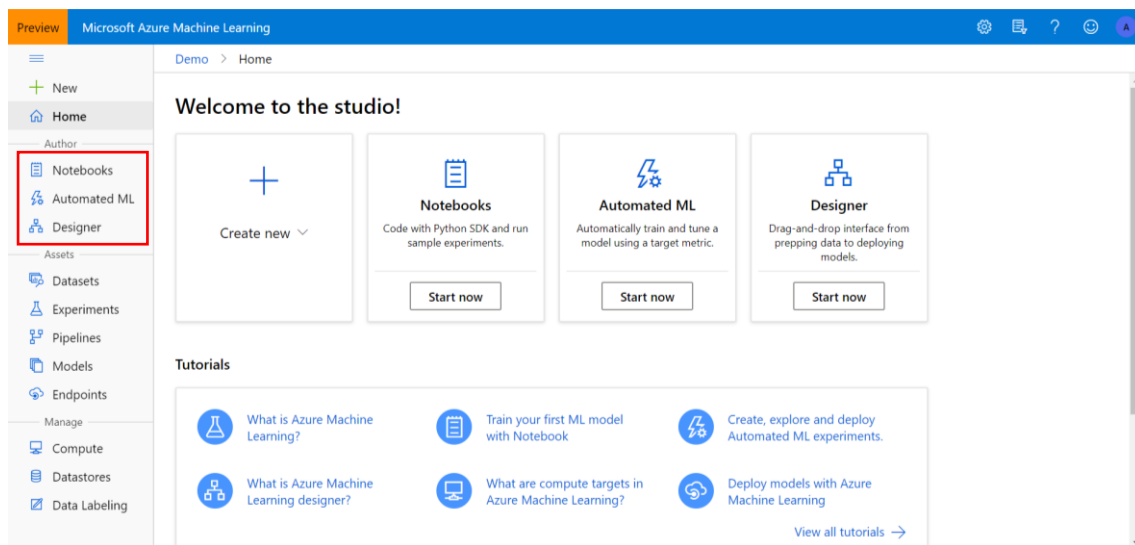 Preview
Microsoft Azure Machine Learning
?
A
Demo > Home
New
Home
Author
Notebooks
Automated ML
Designer
Assets
Datasets
Experiments
Pipelines
Models
Endpoints
Manage
Compute
Datastores
Data Labeling
Welcome to the studio!
Create new
Notebooks
Code with Python SDK and run
sample experiments.
Start now
Automated ML
Automatically train and tune a
model using a target metric.
Start now
Designer
Drag-and-drop interface from
prepping data to deploying
models.
Start now
Tutorials
What is Azure Machine
Learning?
Train your first ML model
with Notebook
Create, explore and deploy
Automated ML experiments.
What is Azure Machine
Learning designer?
What are compute targets in
Azure Machine Learning?
Deploy models with Azure
Machine Learning
View all tutorials →